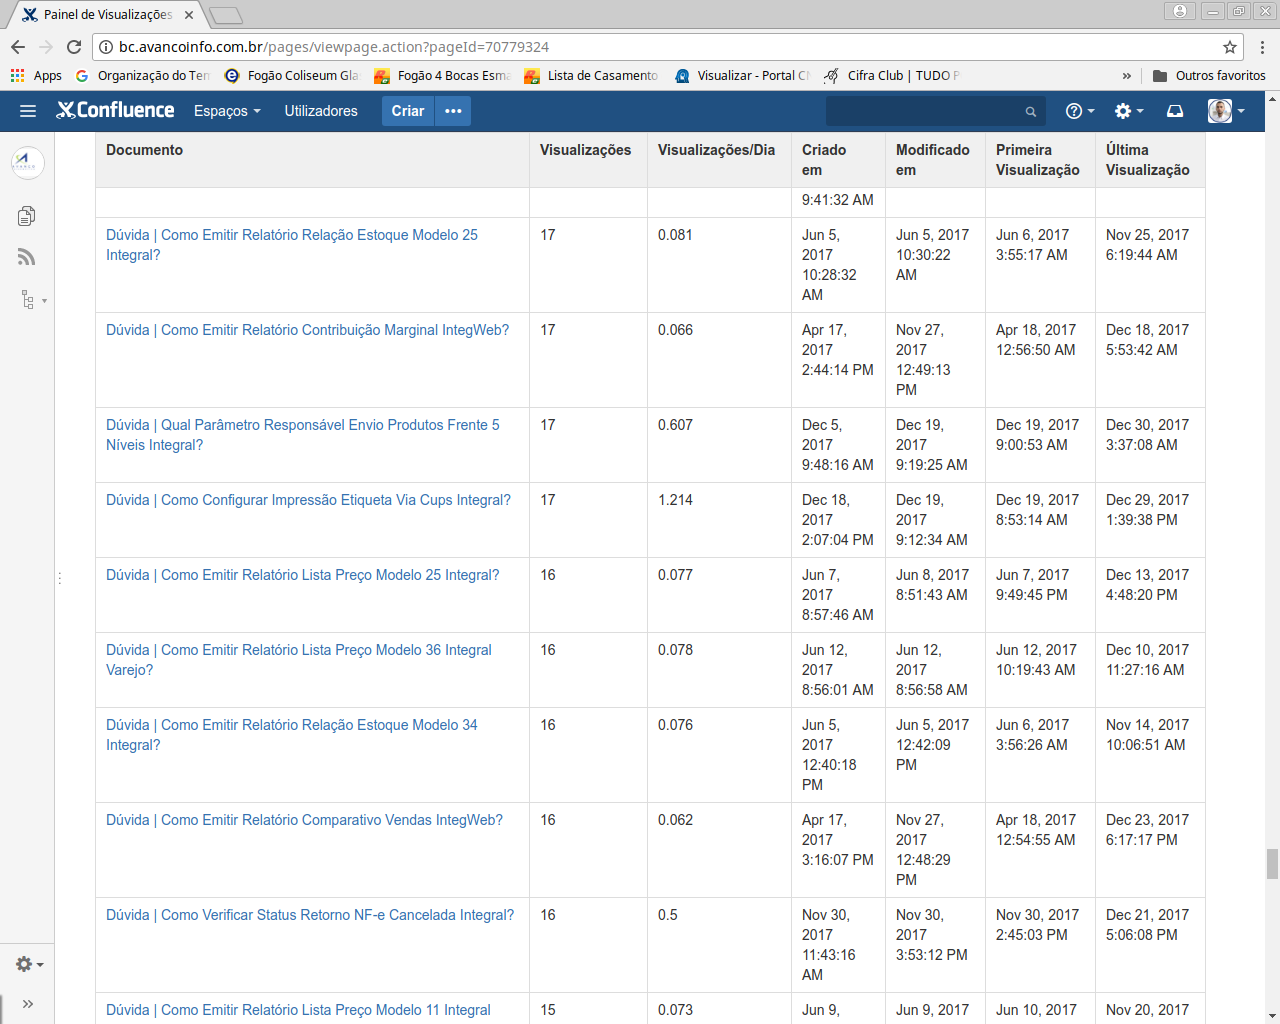 Painel de Visualizações
bc.avancoinfo.com.br/pages/viewpage.action?pageId=70779324
Apps
Organização do Ter
Fogão Coliseum Gla
Fogão 4 Bocas Esma
Lista de Casamento
Visualizar - Portal C
Cifra Club | TUDO P
»
Outros favoritos
Confluence
Espaços
Utilizadores
Criar
Documento Visualizações Visualizações/Dia Criado em Modificado em Primeira Visualização Última Visualização
9:41:32 AM
Dúvida | Como Emitir Relatório Relação Estoque Modelo 25 Integral? 17 0.081 Jun 5, 2017 10:28:32 AM Jun 5, 2017 10:30:22 AM Jun 6, 2017 3:55:17 AM Nov 25, 2017 6:19:44 AM
Dúvida | Como Emitir Relatório Contribuição Marginal IntegWeb? 17 0.066 Apr 17, 2017 2:44:14 PM Nov 27, 2017 12:49:13 PM Apr 18, 2017 12:56:50 AM Dec 18, 2017 5:53:42 AM
Dúvida | Qual Parâmetro Responsável Envio Produtos Frente 5 Níveis Integral? 17 0.607 Dec 5, 2017 9:48:16 AM Dec 19, 2017 9:19:25 AM Dec 19, 2017 9:00:53 AM Dec 30, 2017 3:37:08 AM
Dúvida | Como Configurar Impressão Etiqueta Via Cups Integral? 17 1.214 Dec 18, 2017 2:07:04 PM Dec 19, 2017 9:12:34 AM Dec 19, 2017 8:53:14 AM Dec 29, 2017 1:39:38 PM
Dúvida | Como Emitir Relatório Lista Preço Modelo 25 Integral? 16 0.077 Jun 7, 2017 8:57:46 AM Jun 8, 2017 8:51:43 AM Jun 7, 2017 9:49:45 PM Dec 13, 2017 4:48:20 PM
Dúvida | Como Emitir Relatório Lista Preço Modelo 36 Integral Varejo? 16 0.078 Jun 12, 2017 8:56:01 AM Jun 12, 2017 8:56:58 AM Jun 12, 2017 10:19:43 AM Dec 10, 2017 11:27:16 AM
Dúvida | Como Emitir Relatório Relação Estoque Modelo 34 Integral? 16 0.076 Jun 5, 2017 12:40:18 PM Jun 5, 2017 12:42:09 PM Jun 6, 2017 3:56:26 AM Nov 14, 2017 10:06:51 AM
Dúvida | Como Emitir Relatório Comparativo Vendas IntegWeb? 16 0.062 Apr 17, 2017 3:16:07 PM Nov 27, 2017 12:48:29 PM Apr 18, 2017 12:54:55 AM Dec 23, 2017 6:17:17 PM
Dúvida | Como Verificar Status Retorno NF-e Cancelada Integral? 16 0.5 Nov 30, 2017 11:43:16 AM Nov 30, 2017 3:53:12 PM Nov 30, 2017 2:45:03 PM Dec 21, 2017 5:06:08 PM
Dúvida | Como Emitir Relatório Lista Preço Modelo 11 Integral 15 0.073 Jun 9, Jun 9, 2017 Jun 10, 2017 Nov 20, 2017